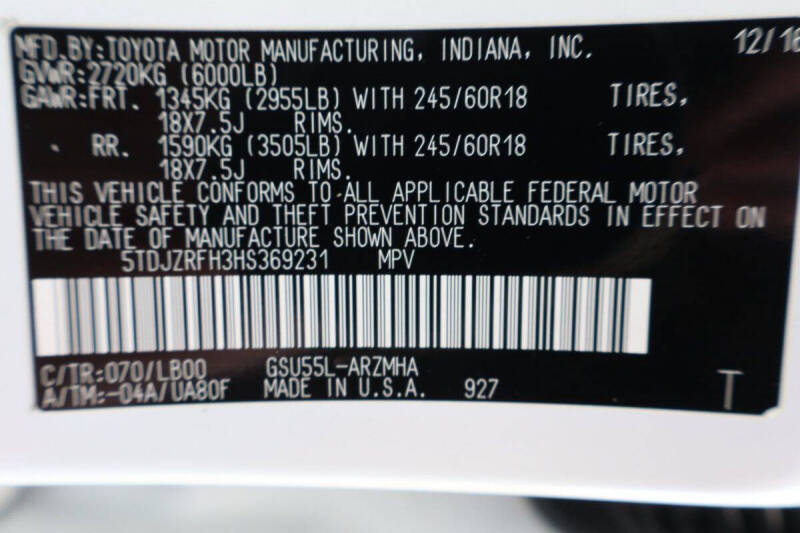 MFD.BY:TOYOTA MOTOR MANUFACTURING, INDIANA, INC. 12/16
GVWR:2720KG (6000LB)
GAWR:FRT. 1345KG (2955LB) WITH 245/60R18 TIRES,
18X7.5J RIMS.
RR. 1590KG (3505LB) WITH 245/60R18 TIRES,
18X7.5J RIMS.
THIS VEHICLE CONFORMS TO ALL APPLICABLE FEDERAL MOTOR
VEHICLE SAFETY AND THEFT PREVENTION STANDARDS IN EFFECT ON
THE DATE OF MANUFACTURE SHOWN ABOVE.
5TDJZRFH3HS369231 MPV
C/TR:070/LB00 GSU55L-ARZMHA
A/TM:-04A/UA80F MADE IN U.S.A. 927 T